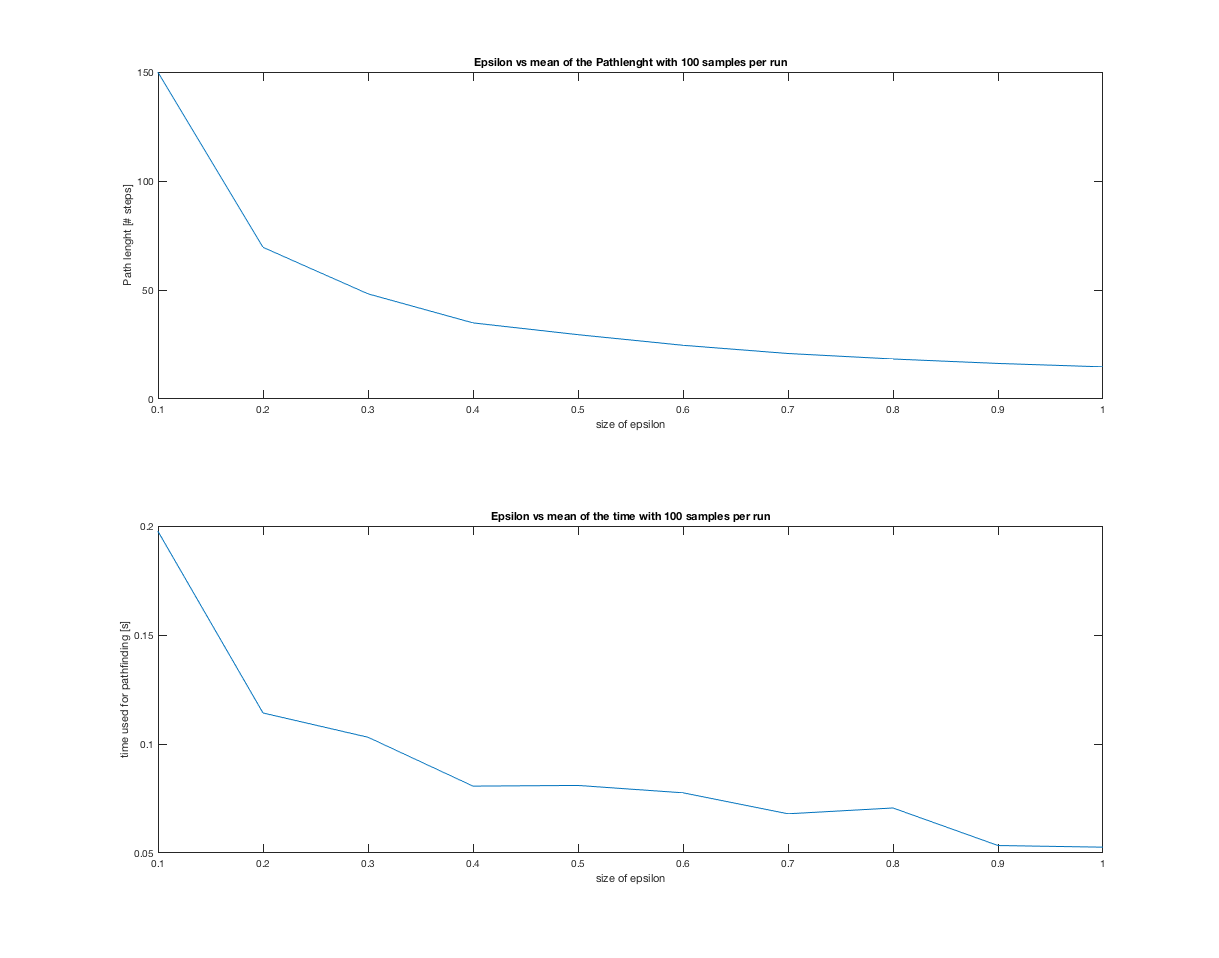 Epsilon vs mean of the Pathlenght with 100 samples per run
150
100
50
0
Path lenght [# steps]
0.1 0.2 0.3 0.4 0.5 0.6 0.7 0.8 0.9 1
size of epsilon
Epsilon vs mean of the time with 100 samples per run
0.2
0.15
0.1
0.05
time used for pathfinding [s]
0.1 0.2 0.3 0.4 0.5 0.6 0.7 0.8 0.9 1
size of epsilon